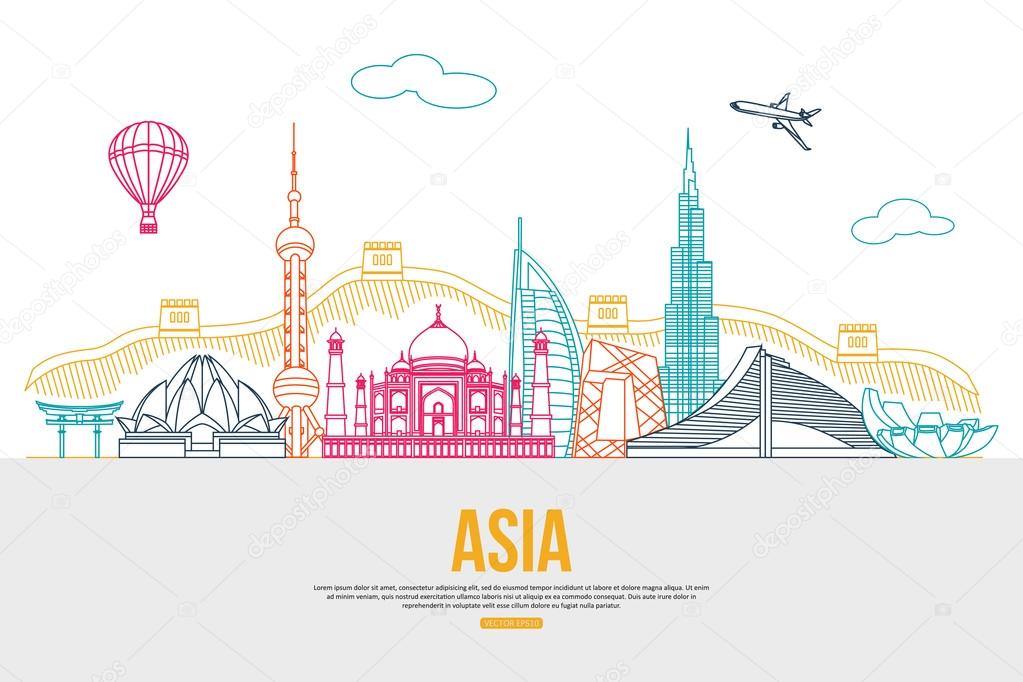 ASIA
Lorem ipsum dolor sit amet, consectetur adipisicing elit, sed do eiusmod tempor incididunt ut labore et dolore magna aliqua. Ut enim
ad minim veniam, quis nostrud exercitation ullamco laboris nisi ut aliquip ex ea commodo consequat. Duis aute irure dolor in
reprehenderit in voluptate velit esse cillum dolore eu fugiat nulla pariatur.
VECTOR EPS10
depositphotos